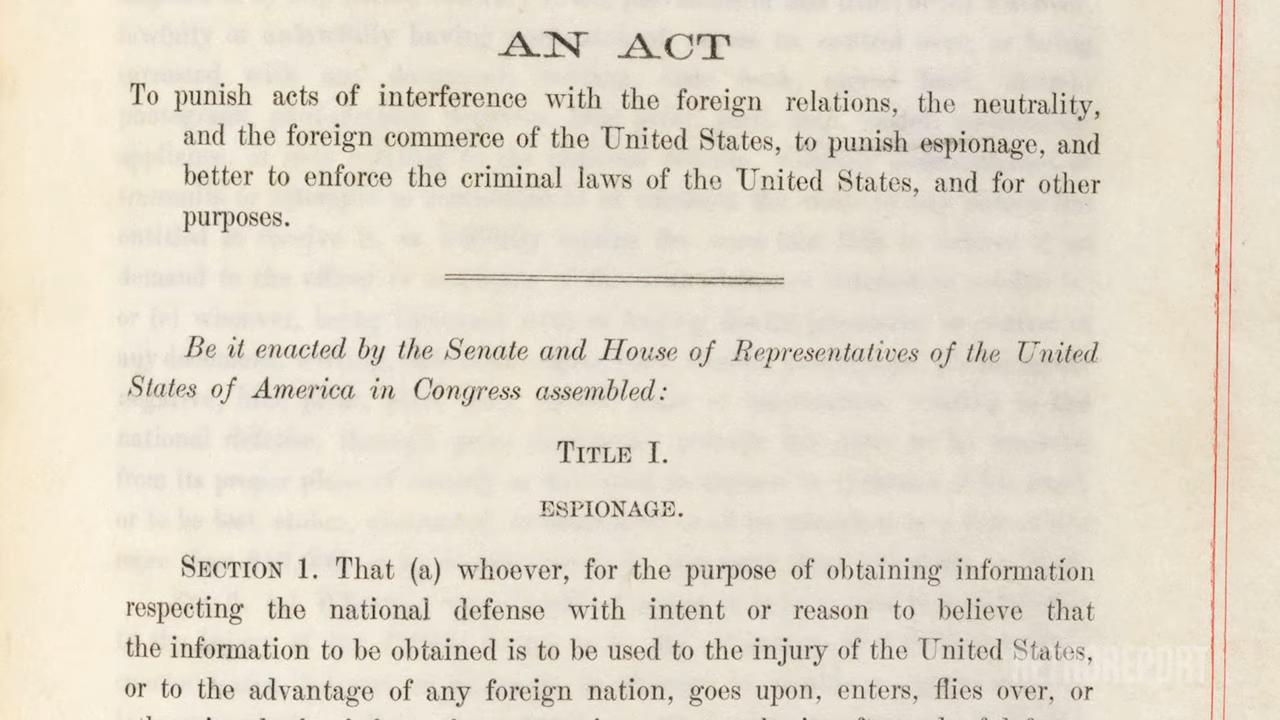 AN ACT
To punish acts of interference with the foreign relations, the neutrality,
and the foreign commerce of the United States, to punish espionage, and
better to enforce the criminal laws of the United States, and for other
purposes.
Be it enacted by the Senate and House of Representatives of the United
States of America in Congress assembled:
TITLE I.
ESPIONAGE.
SECTION 1. That (a) whoever, for the purpose of obtaining information
respecting the national defense with intent or reason to believe that
the information to be obtained is to be used to the injury of the United States,
or to the advantage of any foreign nation, goes upon, enters, flies over, or
RETROREPORT